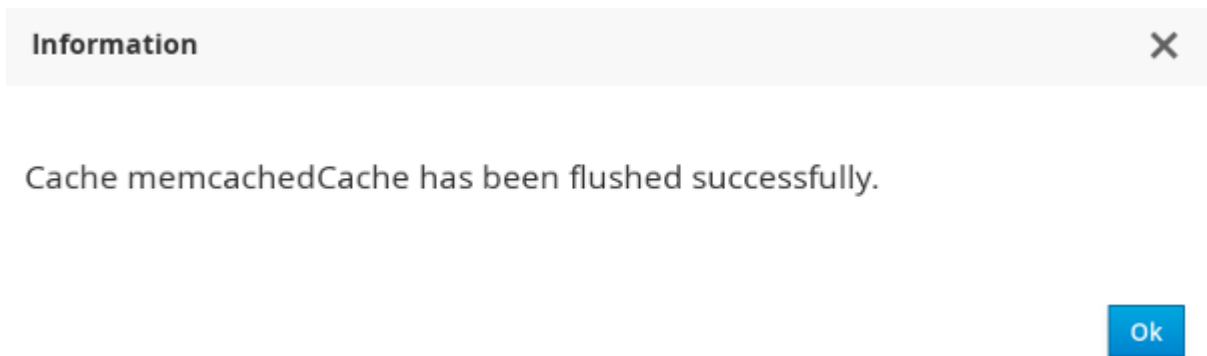 Information
Cache memcachedCache has been flushed successfully.
Ok